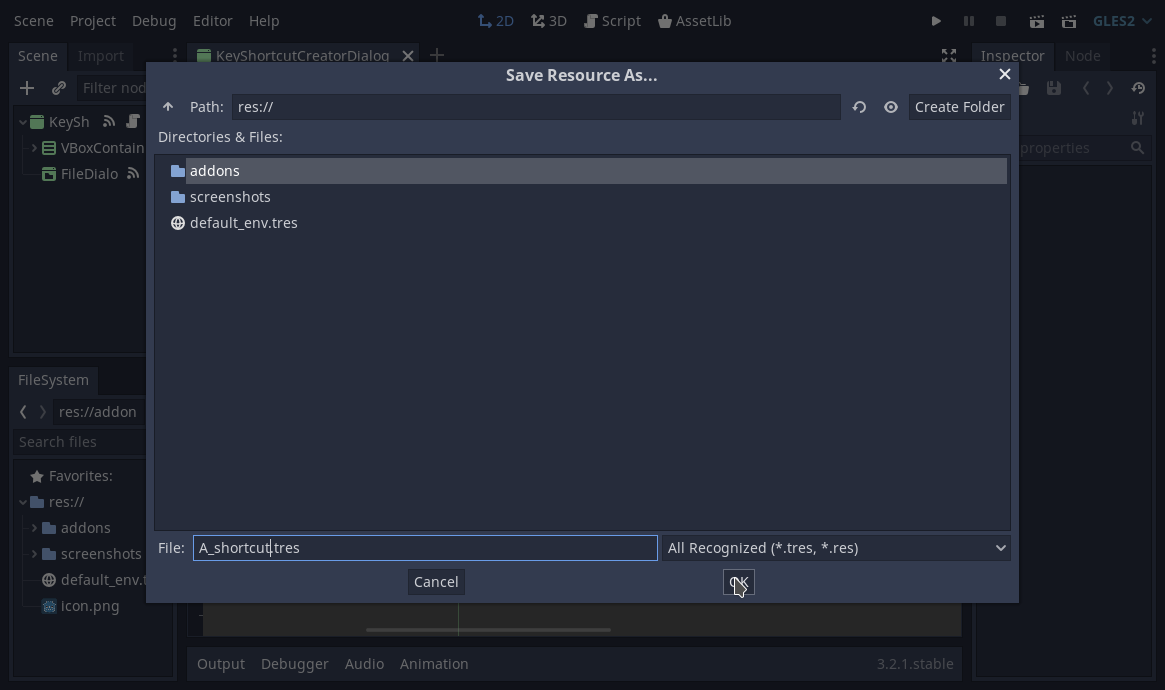 Scene Project Debug Editor Help 2D 3D Script AssetLib GLES2
Scene Import KeyShortcutCreatorDialog Inspector Node
Filter nod
KeySh
VBoxContain
FileDialo
properties
Save Resource As...
Path: res:// Create Folder
Directories & Files:
addons
screenshots
default_env.tres
File: A_shortcut.tres All Recognized (*.tres, *.res)
Cancel OK
FileSystem
res://addon
Search files
Favorites:
res://
addons
screenshots
default_env.t
icon.png
Output Debugger Audio Animation 3.2.1.stable